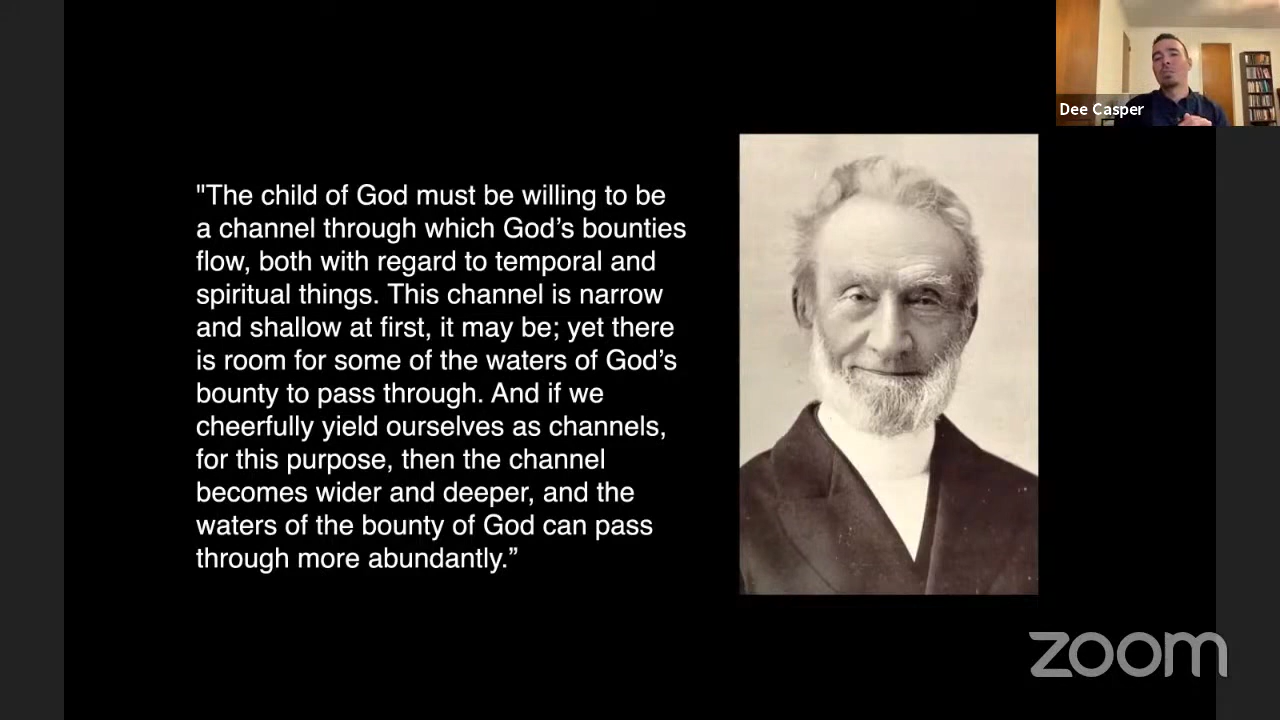 Dee Casper
"The child of God must be willing to be
a channel through which God’s bounties
flow, both with regard to temporal and
spiritual things. This channel is narrow
and shallow at first, it may be; yet there
is room for some of the waters of God’s
bounty to pass through. And if we
cheerfully yield ourselves as channels,
for this purpose, then the channel
becomes wider and deeper, and the
waters of the bounty of God can pass
through more abundantly.”
zoom